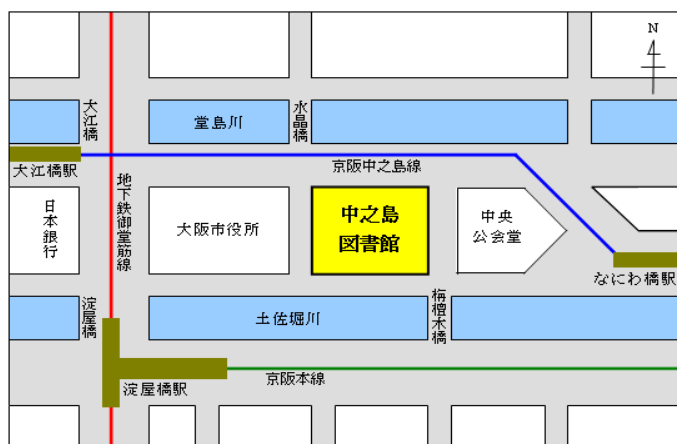 N
大江橋
堂島川
水晶橋
大江橋駅
京阪中之島線
地下鉄御堂筋線
日本銀行
大阪市役所
中之島
図書館
中央
公会堂
なにわ橋駅
淀屋橋
土佐堀川
栴檀木橋
淀屋橋駅
京阪本線